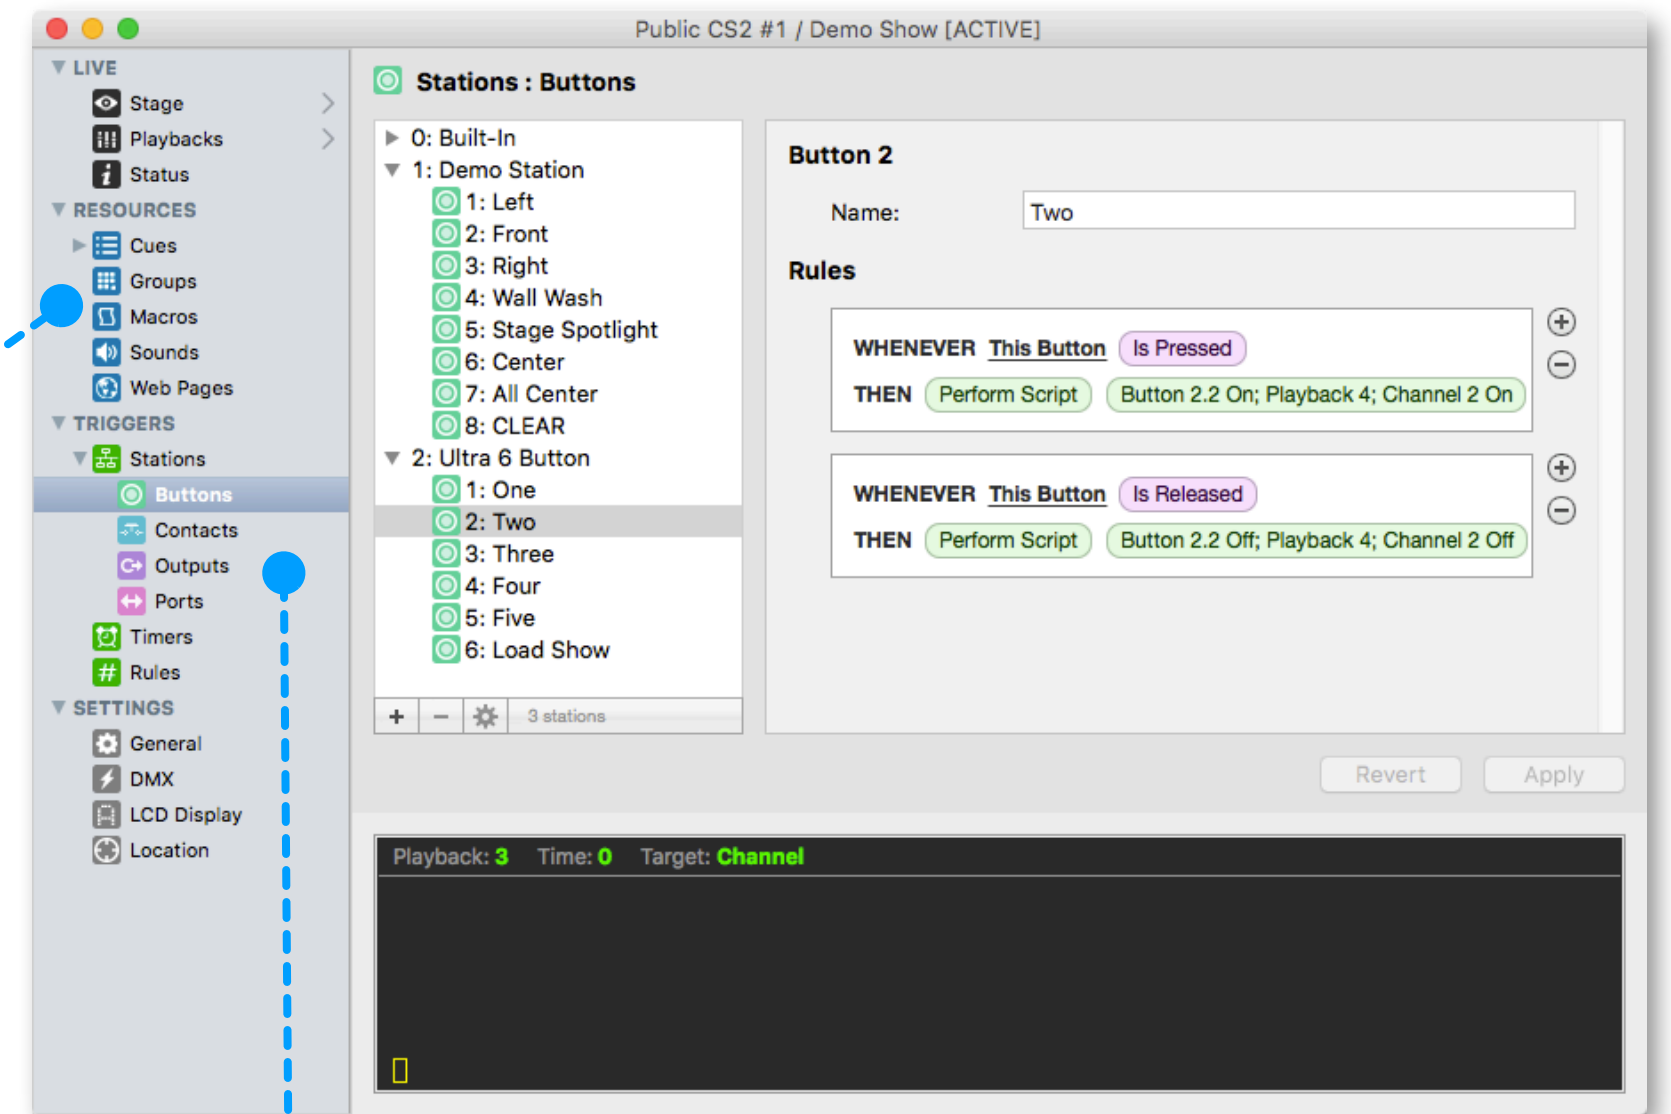 Public CS2 #1 / Demo Show [ACTIVE]
LIVE
Stage
Playbacks
Status
RESOURCES
Cues
Groups
Macros
Sounds
Web Pages
TRIGGERS
Stations
Buttons
Contacts
Outputs
Ports
Timers
Rules
SETTINGS
General
DMX
LCD Display
Location
Stations : Buttons
0: Built-In
1: Demo Station
1: Left
2: Front
3: Right
4: Wall Wash
5: Stage Spotlight
6: Center
7: All Center
8: CLEAR
2: Ultra 6 Button
1: One
2: Two
3: Three
4: Four
5: Five
6: Load Show
3 stations
Button 2
Name: Two
Rules
WHENEVER This Button Is Pressed
THEN Perform Script Button 2.2 On; Playback 4; Channel 2 On
WHENEVER This Button Is Released
THEN Perform Script Button 2.2 Off; Playback 4; Channel 2 Off
Revert Apply
Playback: 3 Time: 0 Target: Channel